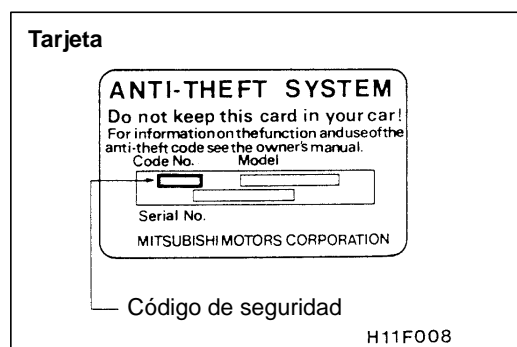 Tarjeta
ANTI-THEFT SYSTEM
Do not keep this card in your car!
For information on the function and use of the
anti-theft code see the owner's manual.
Code No. Model
Serial No.
MITSUBISHI MOTORS CORPORATION
Código de seguridad
H11F008